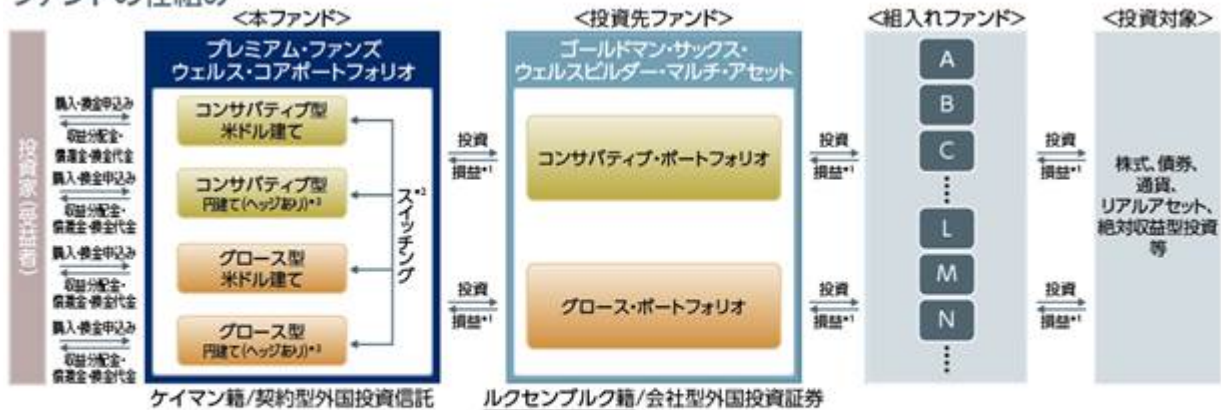 ファンドの仕組み
<本ファンド>
<投資先ファンド>
<組入れファンド>
<投資対象>
投資家(受益者)
購入・換金申込み
収益分配金・
償還金・換金代金
購入・換金申込み
収益分配金・
償還金・換金代金
購入・換金申込み
収益分配金・
償還金・換金代金
購入・換金申込み
収益分配金・
償還金・換金代金
プレミアム・ファンズ
ウェルス・コアポートフォリオ
コンサバティブ型
米ドル建て
コンサバティブ型
円建て(ヘッジあり)*3
グロース型
米ドル建て
グロース型
円建て(ヘッジあり)*3
スイッチング*2
投資
損益*1
投資
損益*1
ゴールドマン・サックス・
ウェルスビルダー・マルチ・アセット
コンサバティブ・ポートフォリオ
グロース・ポートフォリオ
投資
損益*1
投資
損益*1
A
B
C
L
M
N
投資
損益*1
投資
損益*1
株式、債券、
通貨、
リアルアセット、
絶対収益型投資
等
ケイマン籍/契約型外国投資信託
ルクセンブルク籍/会社型外国投資証券